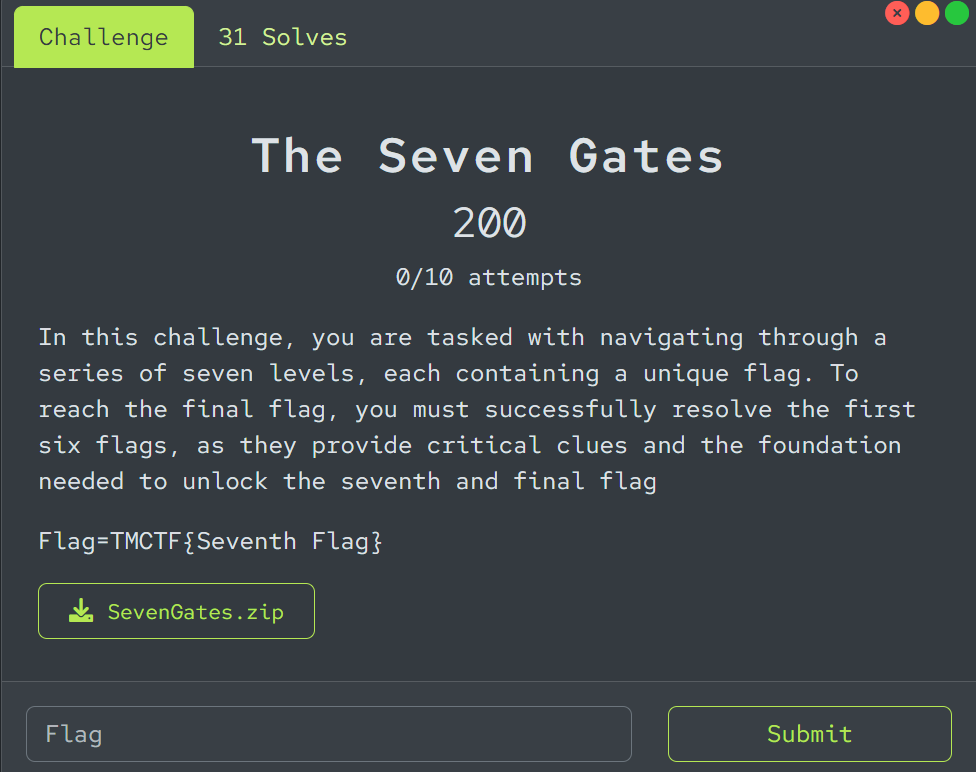 Challenge
31 Solves
The Seven Gates
200
0/10 attempts
In this challenge, you are tasked with navigating through a
series of seven levels, each containing a unique flag. To
reach the final flag, you must successfully resolve the first
six flags, as they provide critical clues and the foundation
needed to unlock the seventh and final flag
Flag=TMCTF{Seventh Flag}
SevenGates.zip
Flag
Submit